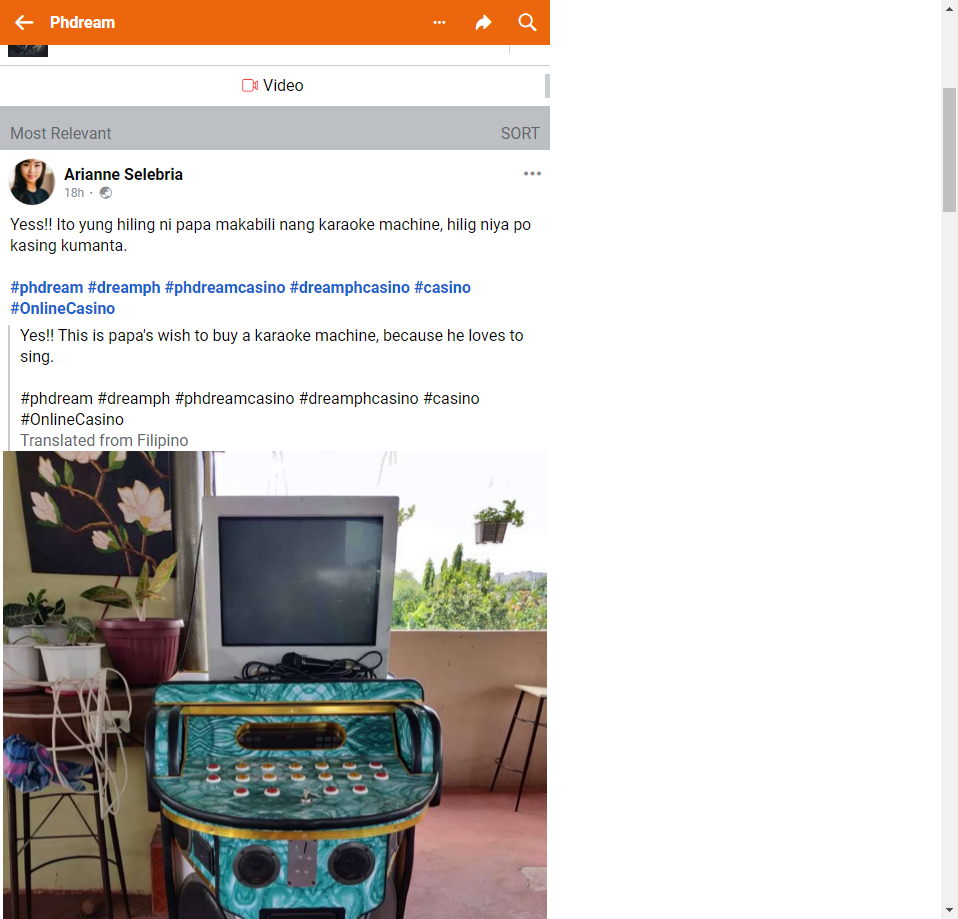 Phdream
Video
Most Relevant
SORT
Arianne Selebria
18h ·
Yess!! Ito yung hiling ni papa makabili nang karaoke machine, hilig niya po
kasing kumanta.
#phdream #dreamph #phdreamcasino #dreamphcasino #casino
#OnlineCasino
Yes!! This is papa's wish to buy a karaoke machine, because he loves to
sing.
#phdream #dreamph #phdreamcasino #dreamphcasino #casino
#OnlineCasino
Translated from Filipino